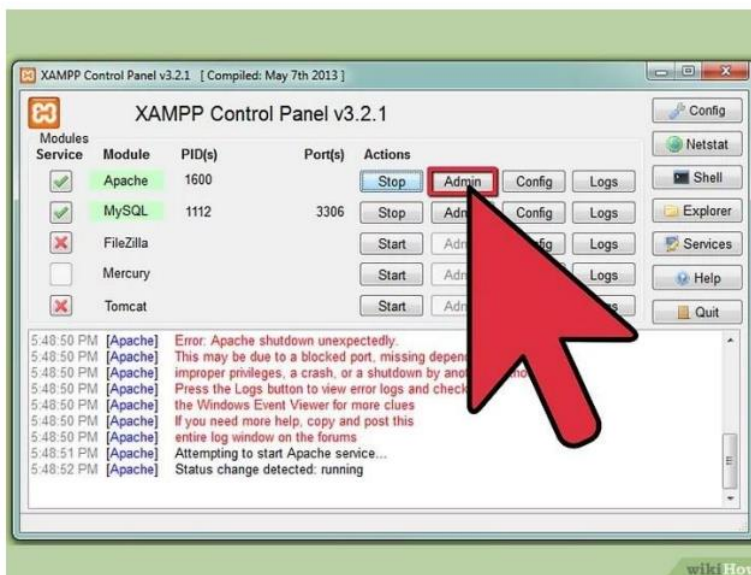 XAMPP Control Panel v3.2.1 [ Compiled: May 7th 2013 ]
XAMPP Control Panel v3.2.1
Config
Modules
Service Module PID(s) Port(s) Actions
Netstat
Apache 1600 Stop Admin Config Logs
Shell
MySQL 1112 3306 Stop Config Logs
Explorer
FileZilla Start Logs
Services
Mercury Start Logs
Help
Tomcat Start
Quit
5:48:50 PM [Apache] Error: Apache shutdown unexpectedly.
5:48:50 PM [Apache] This may be due to a blocked port, missing
5:48:50 PM [Apache] improper privileges, a crash, or a shutdown by
5:48:50 PM [Apache] Press the Logs button to view error logs and check
5:48:50 PM [Apache] the Windows Event Viewer for more clues
5:48:50 PM [Apache] If you need more help, copy and post this
5:48:50 PM [Apache] entire log window on the forums
5:48:51 PM [Apache] Attempting to start Apache service...
5:48:52 PM [Apache] Status change detected: running